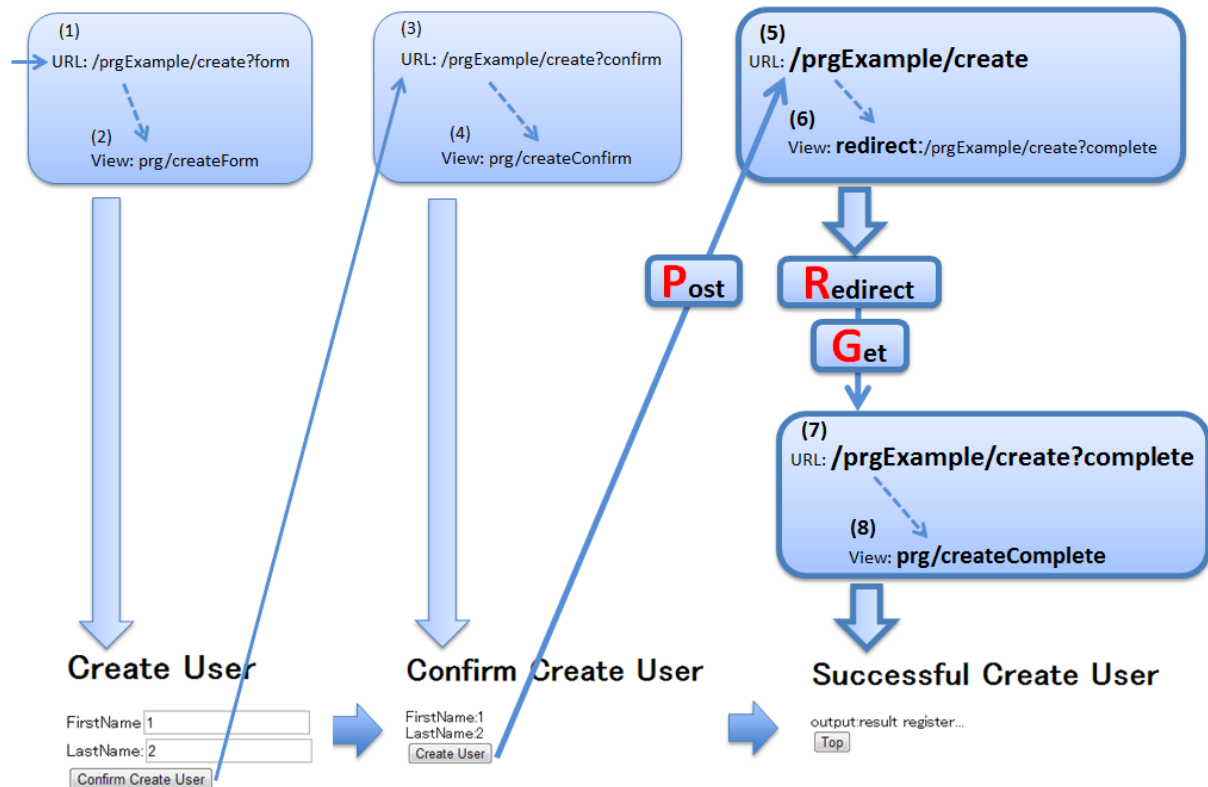 (1)
URL: /prgExample/create?form
(2)
View: prg/createForm
(3)
URL: /prgExample/create?confirm
(4)
View: prg/createConfirm
(5)
URL: /prgExample/create
(6)
View: redirect:/prgExample/create?complete
Post
Redirect
Get
(7)
URL: /prgExample/create?complete
(8)
View: prg/createComplete
Create User
FirstName 1
LastName: 2
Confirm Create User
Confirm Create User
FirstName:1
LastName:2
Create User
Successful Create User
output:result register...
Top